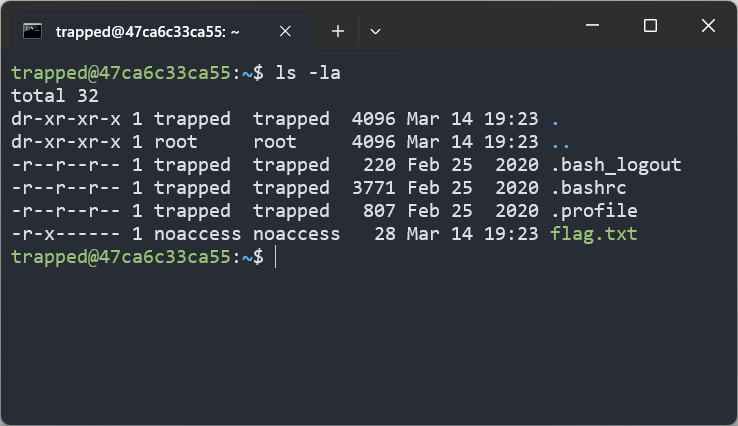 trapped@47ca6c33ca55: ~
trapped@47ca6c33ca55:~$ ls -la
total 32
dr-xr-xr-x 1 trapped  trapped  4096 Mar 14 19:23 .
dr-xr-xr-x 1 root     root     4096 Mar 14 19:23 ..
-r--r--r-- 1 trapped  trapped   220 Feb 25  2020 .bash_logout
-r--r--r-- 1 trapped  trapped  3771 Feb 25  2020 .bashrc
-r--r--r-- 1 trapped  trapped   807 Feb 25  2020 .profile
-r-x------ 1 noaccess noaccess   28 Mar 14 19:23 flag.txt
trapped@47ca6c33ca55:~$